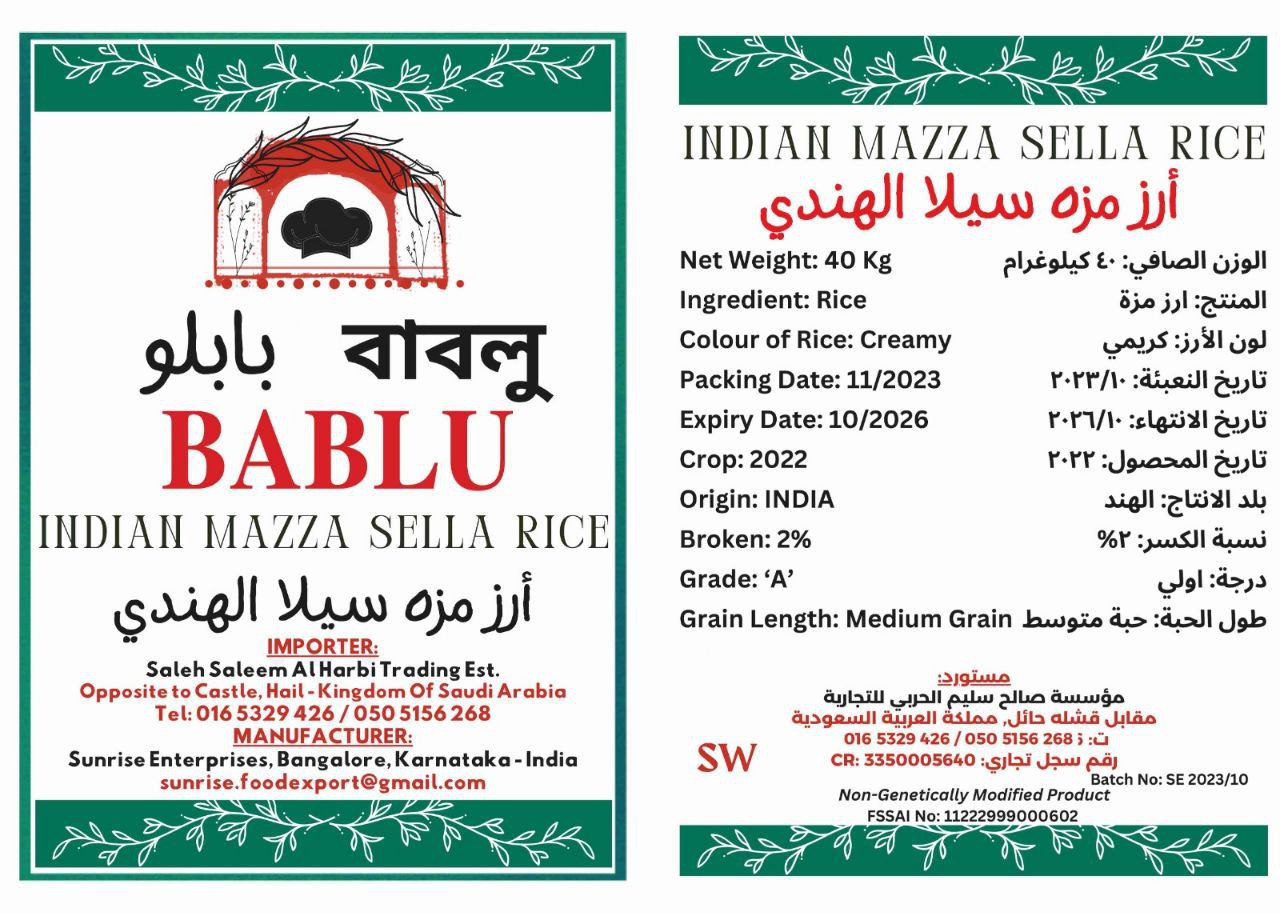 بابلو বাবলু
BABLU
INDIAN MAZZA SELLA RICE
أرز مزه سيلا الهندي
IMPORTER:
Saleh Saleem Al Harbi Trading Est.
Opposite to Castle, Hail - Kingdom Of Saudi Arabia
Tel: 016 5329 426 / 050 5156 268
MANUFACTURER:
Sunrise Enterprises, Bangalore, Karnataka - India
sunrise.foodexport@gmail.com
INDIAN MAZZA SELLA RICE
أرز مزه سيلا الهندي
Net Weight: 40 Kg الوزن الصافي: ٤٠ كيلوغرام
Ingredient: Rice المنتج: ارز مزة
Colour of Rice: Creamy لون الأرز: كريمي
Packing Date: 11/2023 تاريخ التعبئة: ٢٠٢٣/١٠
Expiry Date: 10/2026 تاريخ الانتهاء: ٢٠٢٦/١٠
Crop: 2022 تاريخ المحصول: ٢٠٢٢
Origin: INDIA بلد الانتاج: الهند
Broken: 2% نسبة الكسر: ٢%
Grade: ‘A’ درجة: اولي
Grain Length: Medium Grain طول الحبة: حبة متوسط
مستورد:
مؤسسة صالح سليم الحربي للتجارية
مقابل قشله حائل, مملكة العربية السعودية
ت: ; 016 5329 426 / 050 5156 268
SW
رقم سجل تجاري: CR: 3350005640
Batch No: SE 2023/10
Non-Genetically Modified Product
FSSAI No: 11222999000602